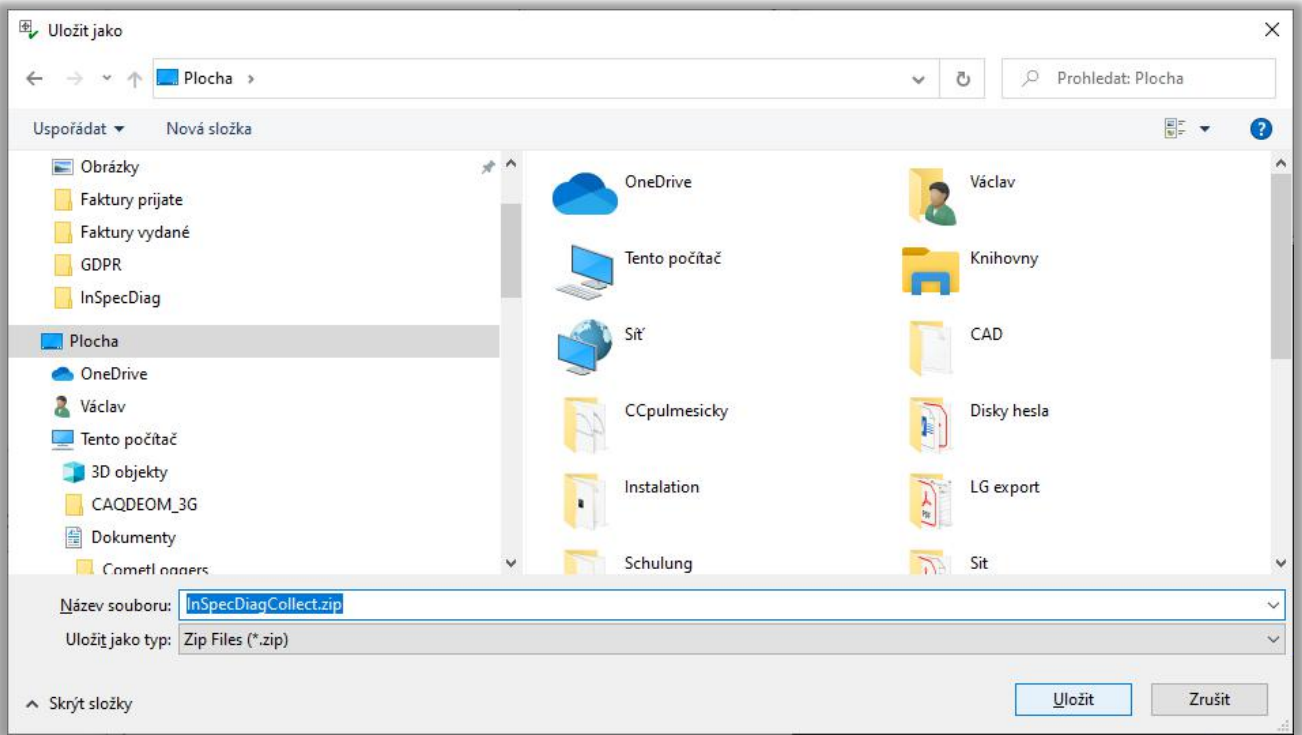 Uložit jako
Plocha
Prohledat: Plocha
Uspořádat
Nová složka
Obrázky
Faktury prijate
Faktury vydané
GDPR
InSpecDiag
Plocha
OneDrive
Václav
Tento počítač
3D objekty
CAQDEOM_3G
Dokumenty
CometLoggers
OneDrive
Václav
Tento počítač
Knihovny
Síť
CAD
CCpulmesicky
Disky hesla
Instalation
LG export
Schulung
Sit
Název souboru: InSpecDiagCollect.zip
Uložit jako typ: Zip Files (*.zip)
Skrýt složky
Uložit
Zrušit